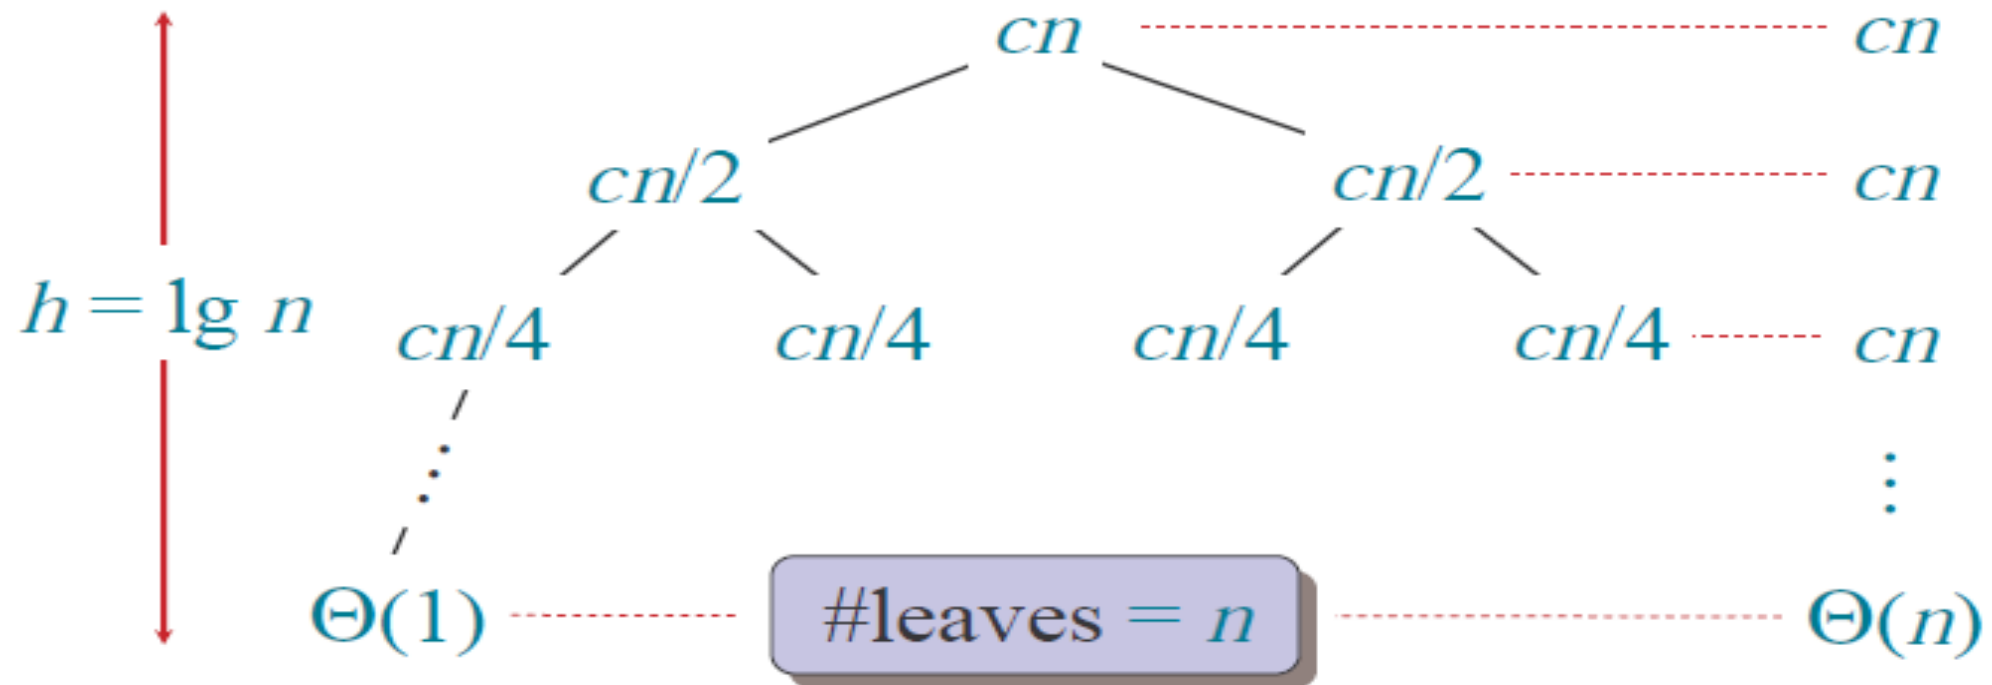 cn cn
cn/2 cn/2 cn
h = lg n cn/4 cn/4 cn/4 cn/4 cn
Θ(1) #leaves = n Θ(n)